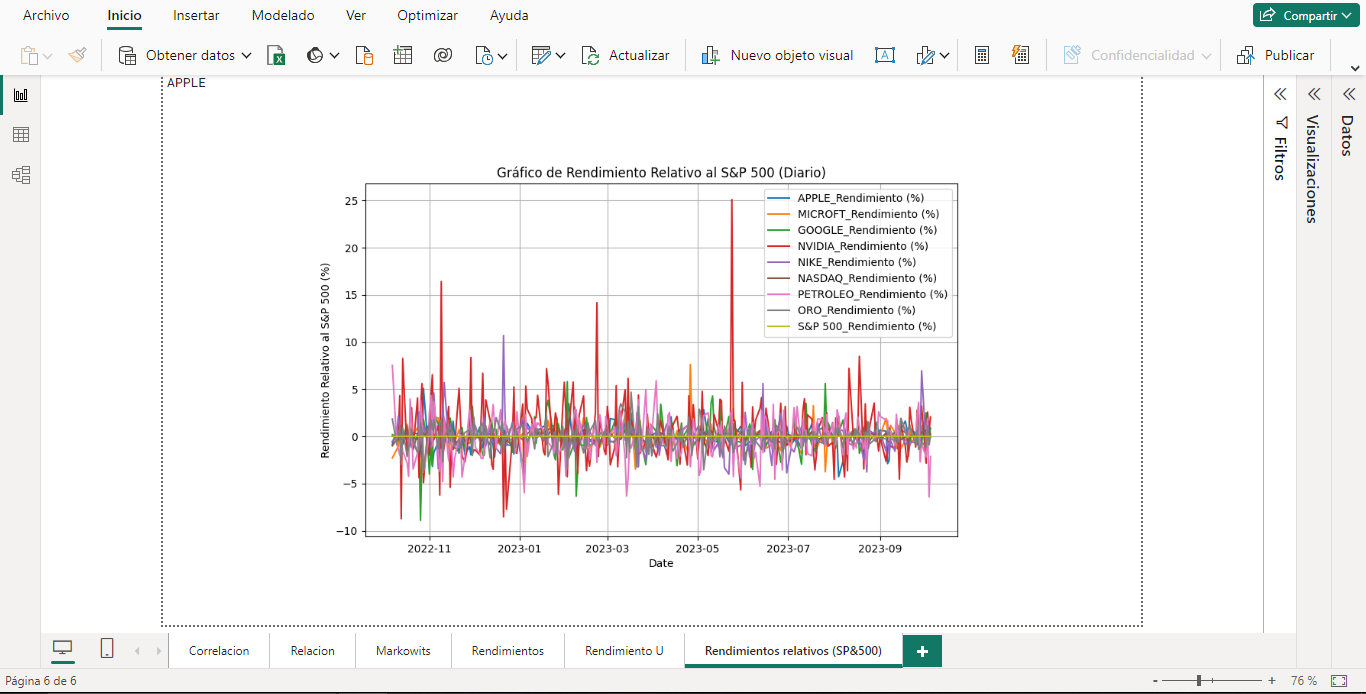 Archivo Inicio Insertar Modelado Ver Optimizar Ayuda Compartir
Obtener datos Actualizar Nuevo objeto visual Confidencialidad Publicar
APPLE
Gráfico de Rendimiento Relativo al S&P 500 (Diario)
APPLE_Rendimiento (%)
MICROFT_Rendimiento (%)
GOOGLE_Rendimiento (%)
NVIDIA_Rendimiento (%)
NIKE_Rendimiento (%)
NASDAQ_Rendimiento (%)
PETROLEO_Rendimiento (%)
ORO_Rendimiento (%)
S&P 500_Rendimiento (%)
Rendimiento Relativo al S&P 500 (%)
25
20
15
10
5
0
−5
−10
2022-11 2023-01 2023-03 2023-05 2023-07 2023-09
Date
Filtros
Visualizaciones
Datos
Correlacion Relacion Markowits Rendimientos Rendimiento U Rendimientos relativos (SP&500)
Página 6 de 6 - + 76 %